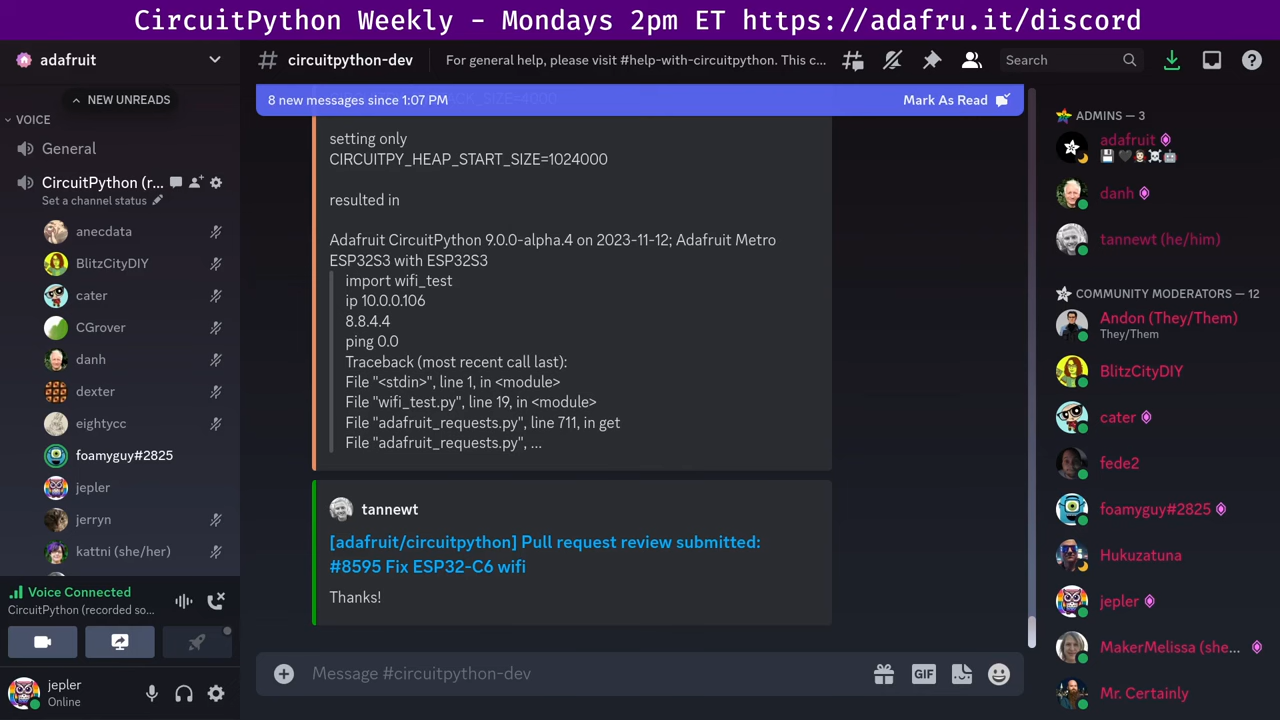 CircuitPython Weekly - Mondays 2pm ET https://adafru.it/discord
adafruit
NEW UNREADS
VOICE
General
CircuitPython (r...
Set a channel status
anecdata
BlitzCityDIY
cater
CGrover
danh
dexter
eightycc
foamyguy#2825
jepler
jerryn
kattni (she/her)
Voice Connected
CircuitPython (recorded so...
jepler
Online
circuitpython-dev
For general help, please visit #help-with-circuitpython. This c...
Search
8 new messages since 1:07 PM
Mark As Read
setting only
CIRCUITPY_HEAP_START_SIZE=1024000
resulted in
Adafruit CircuitPython 9.0.0-alpha.4 on 2023-11-12; Adafruit Metro
ESP32S3 with ESP32S3
import wifi_test
ip 10.0.0.106
8.8.4.4
ping 0.0
Traceback (most recent call last):
File "<stdin>", line 1, in <module>
File "wifi_test.py", line 19, in <module>
File "adafruit_requests.py", line 711, in get
File "adafruit_requests.py", ...
tannewt
[adafruit/circuitpython] Pull request review submitted:
#8595 Fix ESP32-C6 wifi
Thanks!
Message #circuitpython-dev
GIF
ADMINS — 3
adafruit
danh
tannewt (he/him)
COMMUNITY MODERATORS — 12
Andon (They/Them)
They/Them
BlitzCityDIY
cater
fede2
foamyguy#2825
Hukuzatuna
jepler
MakerMelissa (she...
Mr. Certainly